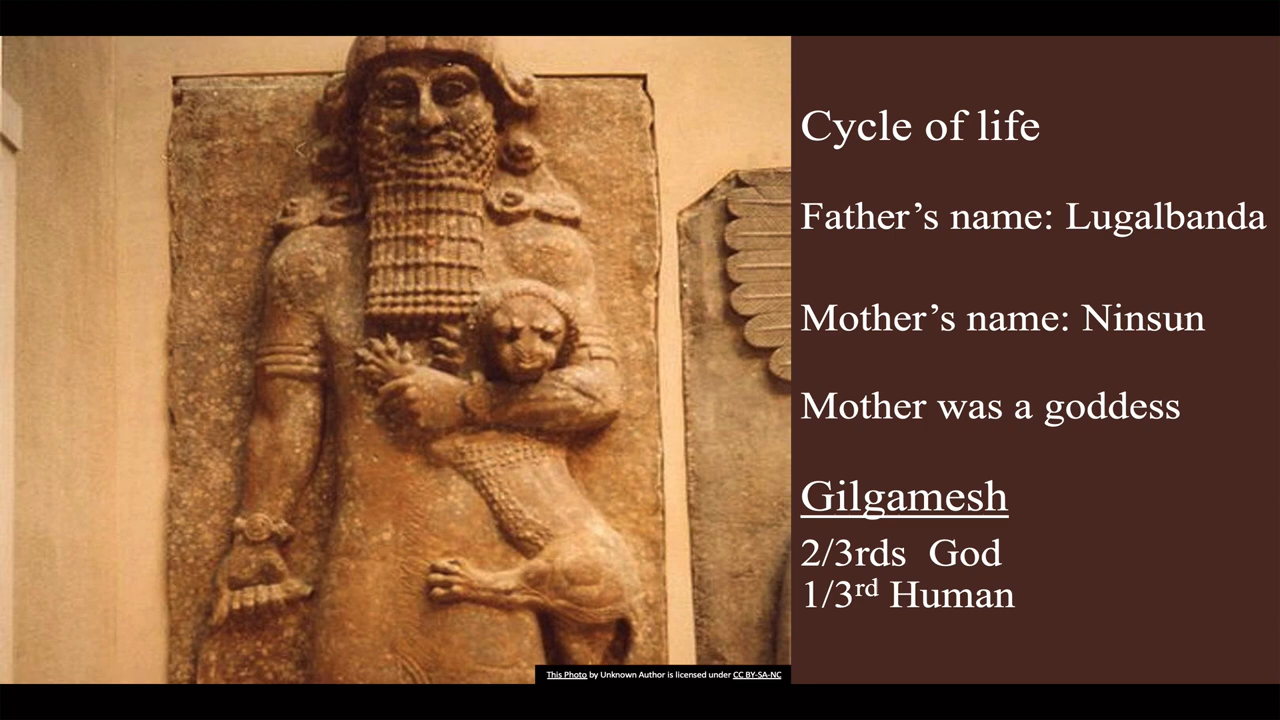 Cycle of life
Father’s name: Lugalbanda
Mother’s name: Ninsun
Mother was a goddess
Gilgamesh
2/3rds  God
1/3rd Human
This Photo by Unknown Author is licensed under CC BY-SA-NC